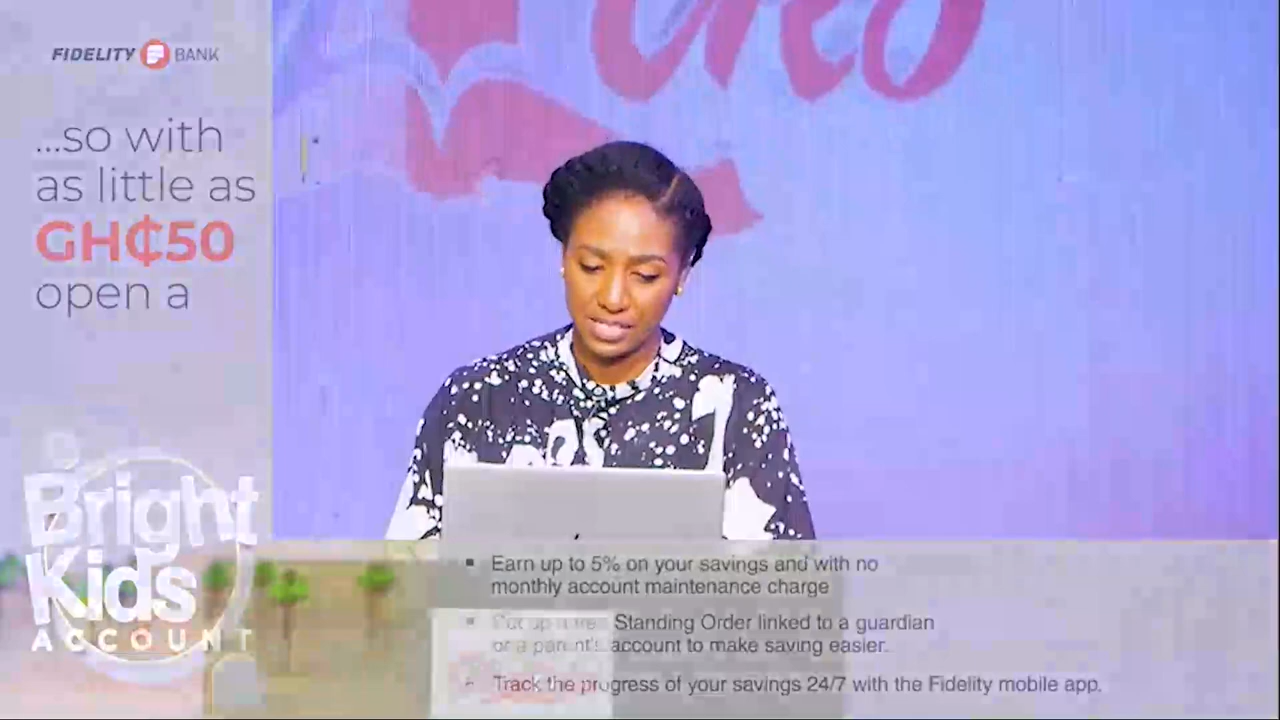 FIDELITY BANK
...so with
as little as
GH₵50
open a
Bright
Kids
ACCOUNT
▪ Earn up to 5% on your savings and with no
monthly account maintenance charge
Standing Order linked to a guardian
or a parent's account to make saving easier.
Track the progress of your savings 24/7 with the Fidelity mobile app.